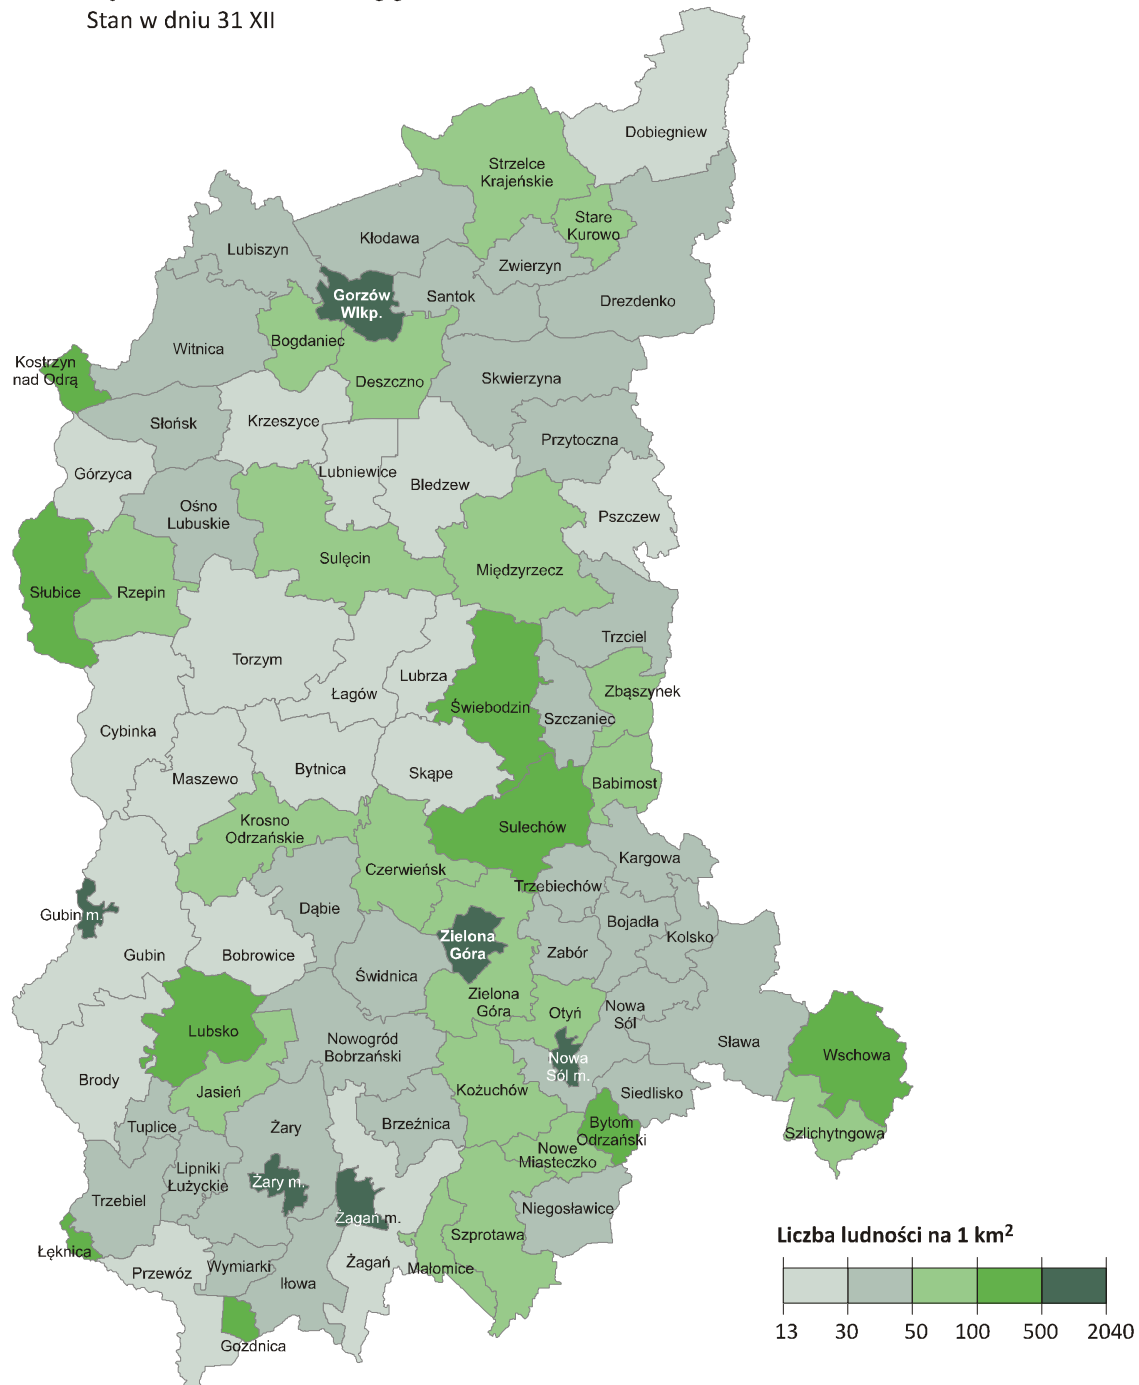 Stan w dniu 31 XII
Dobiegniew
Strzelce
Krajeńskie
Stare
Kurowo
Kłodawa
Lubiszyn
Zwierzyn
Gorzów
Wlkp.
Santok
Drezdenko
Bogdaniec
Witnica
Kostrzyn
nad Odrą
Deszczno
Skwierzyna
Słońsk
Krzeszyce
Przytoczna
Górzyca
Lubniewice
Bledzew
Ośno
Lubuskie
Pszczew
Sulęcin
Międzyrzecz
Słubice
Rzepin
Trzciel
Torzym
Lubrza
Łagów
Zbąszynek
Świebodzin
Szczaniec
Cybinka
Maszewo
Bytnica
Skąpe
Babimost
Krosno
Odrzańskie
Sulechów
Kargowa
Czerwieńsk
Trzebiechów
Dąbie
Gubin m.
Bojadła
Kolsko
Zielona
Góra
Gubin
Bobrowice
Zabór
Świdnica
Zielona
Góra
Otyń
Nowa
Sól
Lubsko
Nowogród
Bobrzański
Sława
Wschowa
Nowa
Sól m.
Brody
Jasień
Kożuchów
Siedlisko
Tuplice
Żary
Brzeźnica
Bytom
Odrzański
Szlichytngowa
Nowe
Miasteczko
Lipniki
Łużyckie
Żary m.
Trzebiel
Niegosławice
Żagań m.
Szprotawa
Łęknica
Przewóz
Wymiarki
Iłowa
Żagań
Małomice
Gozdnica
Liczba ludności na 1 km²
13 30 50 100 500 2040